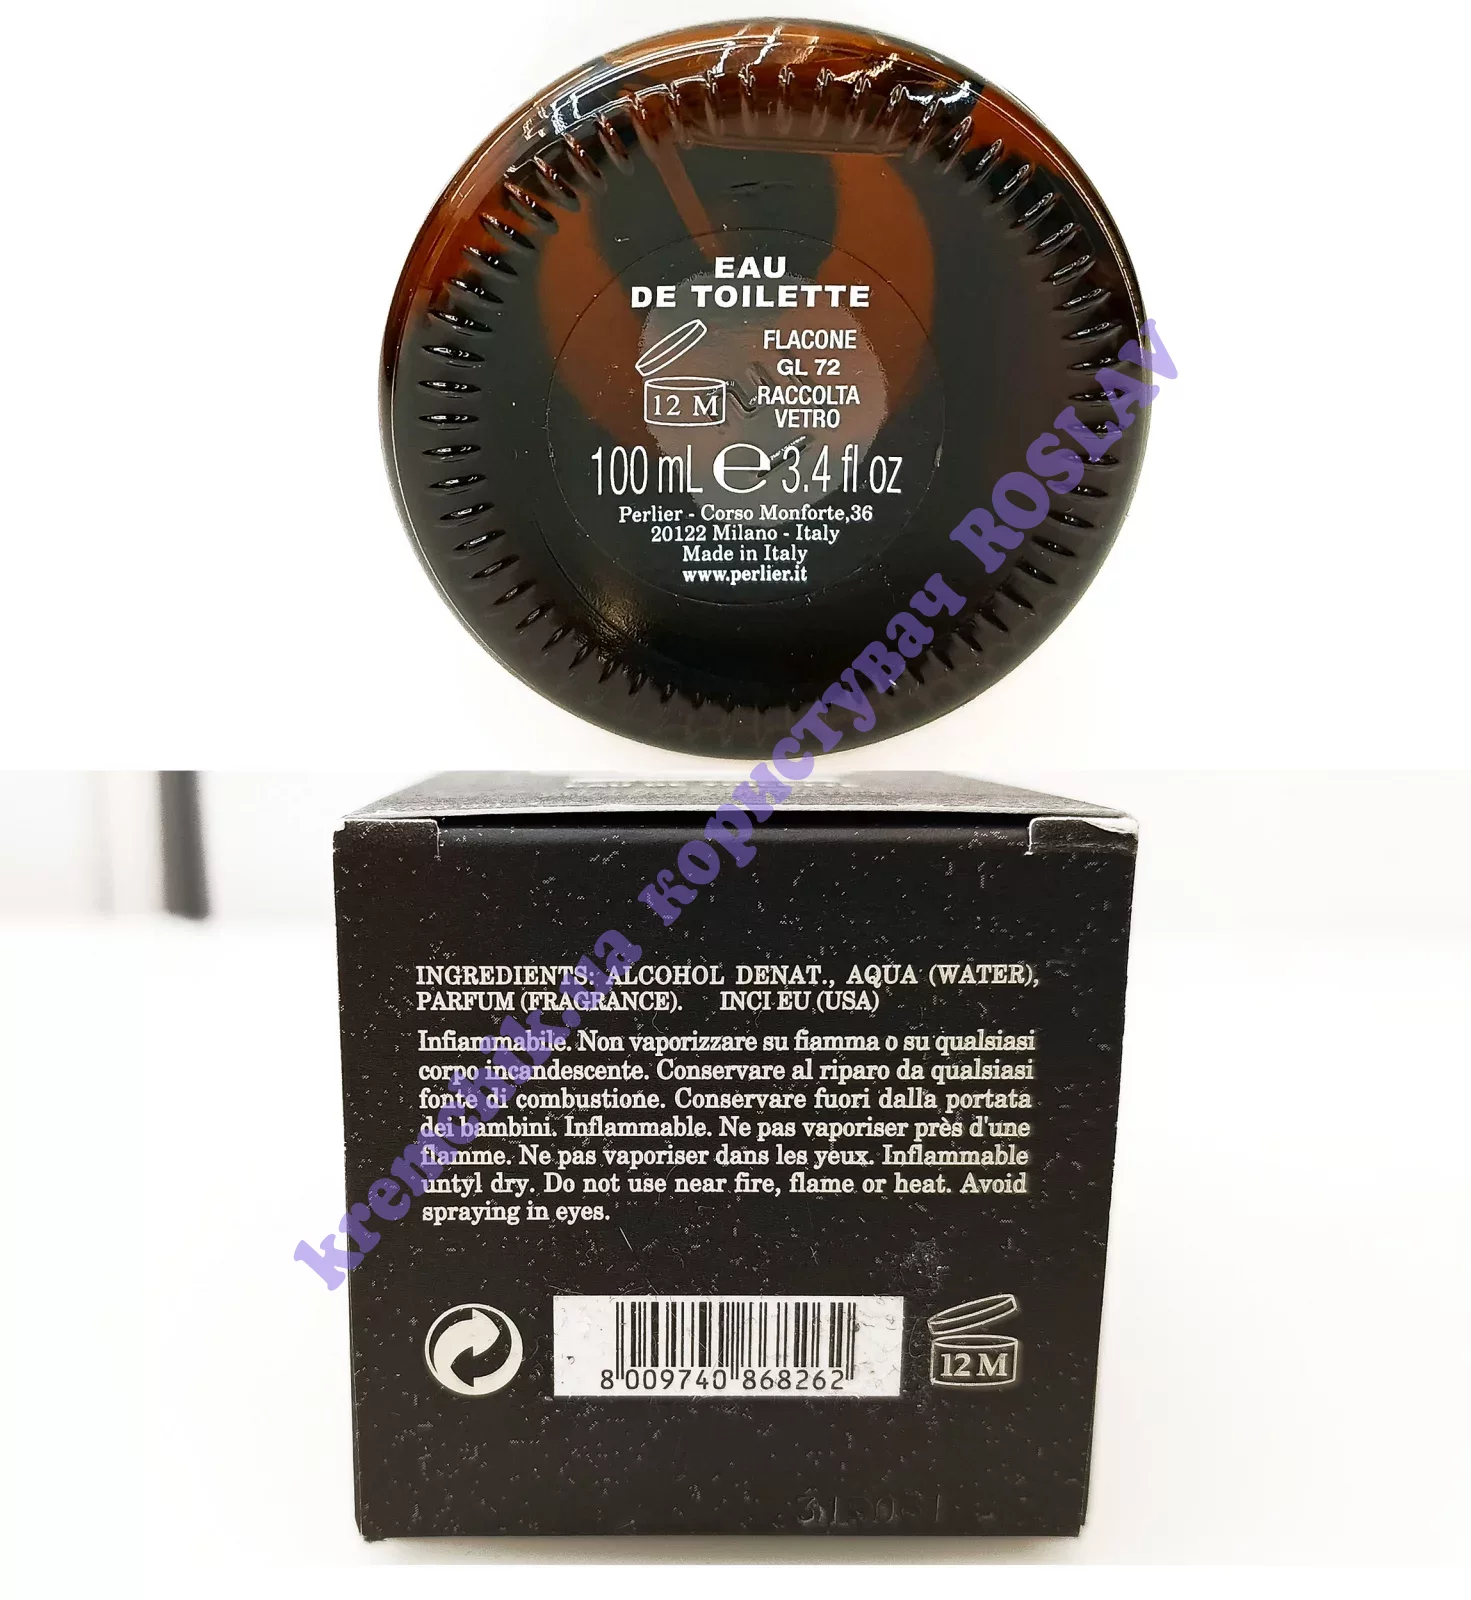 EAU
DE TOILETTE
FLACONE
GL 72
RACCOLTA
VETRO
12 M
100 mL e 3.4 fl oz
Perlier - Corso Monforte,36
20122 Milano - Italy
Made in Italy
www.perlier.it
kremchik.ua користувач ROSLAV
INGREDIENTS: ALCOHOL DENAT., AQUA (WATER),
PARFUM (FRAGRANCE). INCI EU (USA)
Infiammabile. Non vaporizzare su fiamma o su qualsiasi
corpo incandescente. Conservare al riparo da qualsiasi
fonte di combustione. Conservare fuori dalla portata
dei bambini. Inflammable. Ne pas vaporiser près d'une
flamme. Ne pas vaporiser dans les yeux. Inflammable
untyl dry. Do not use near fire, flame or heat. Avoid
spraying in eyes.
8 009740 868262
12 M